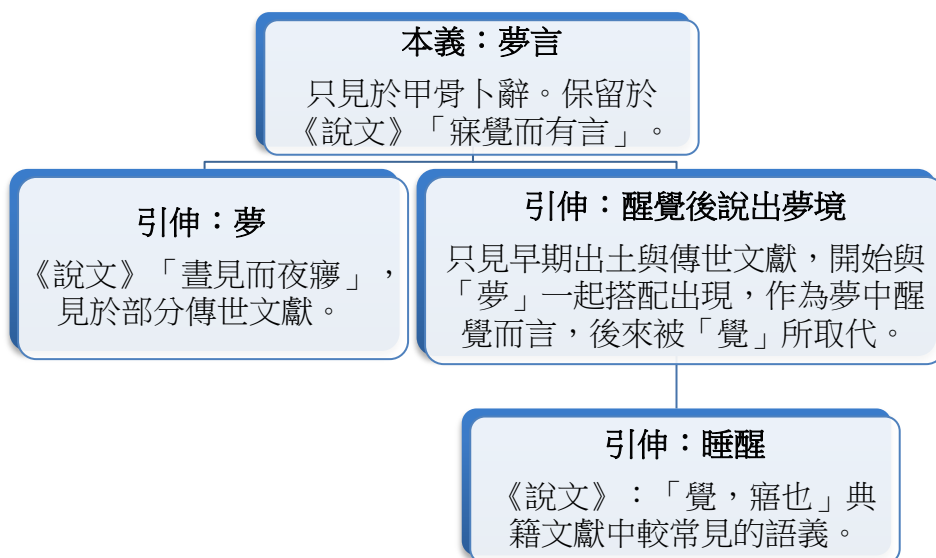 本義：夢言
只見於甲骨卜辭。保留於
《說文》「寐覺而有言」。
引伸：夢
《說文》「晝見而夜㝱」，
見於部分傳世文獻。
引伸：醒覺後說出夢境
只見早期出土與傳世文獻，開始與
「夢」一起搭配出現，作為夢中醒
覺而言，後來被「覺」所取代。
引伸：睡醒
《說文》：「覺，寤也」典
籍文獻中較常見的語義。